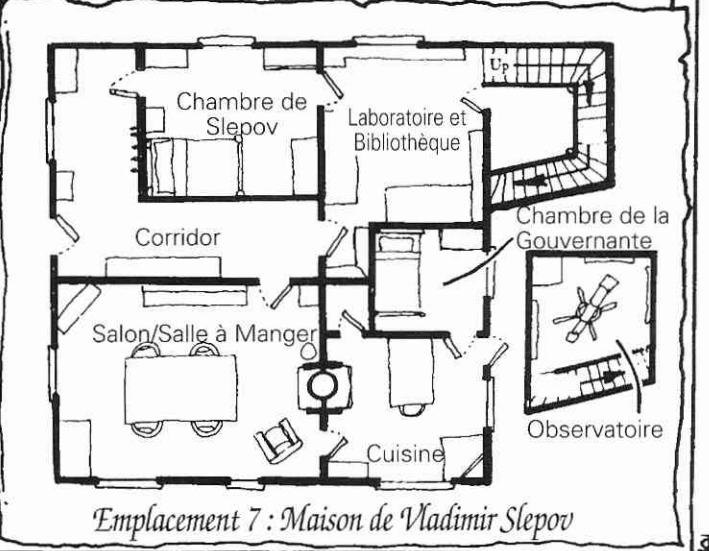 Up
Chambre de
Slepov
Laboratoire et
Bibliothèque
Corridor
Chambre de la
Gouvernante
Salon/Salle à Manger
Cuisine
Observatoire
Emplacement 7 : Maison de Vladimir Slepov